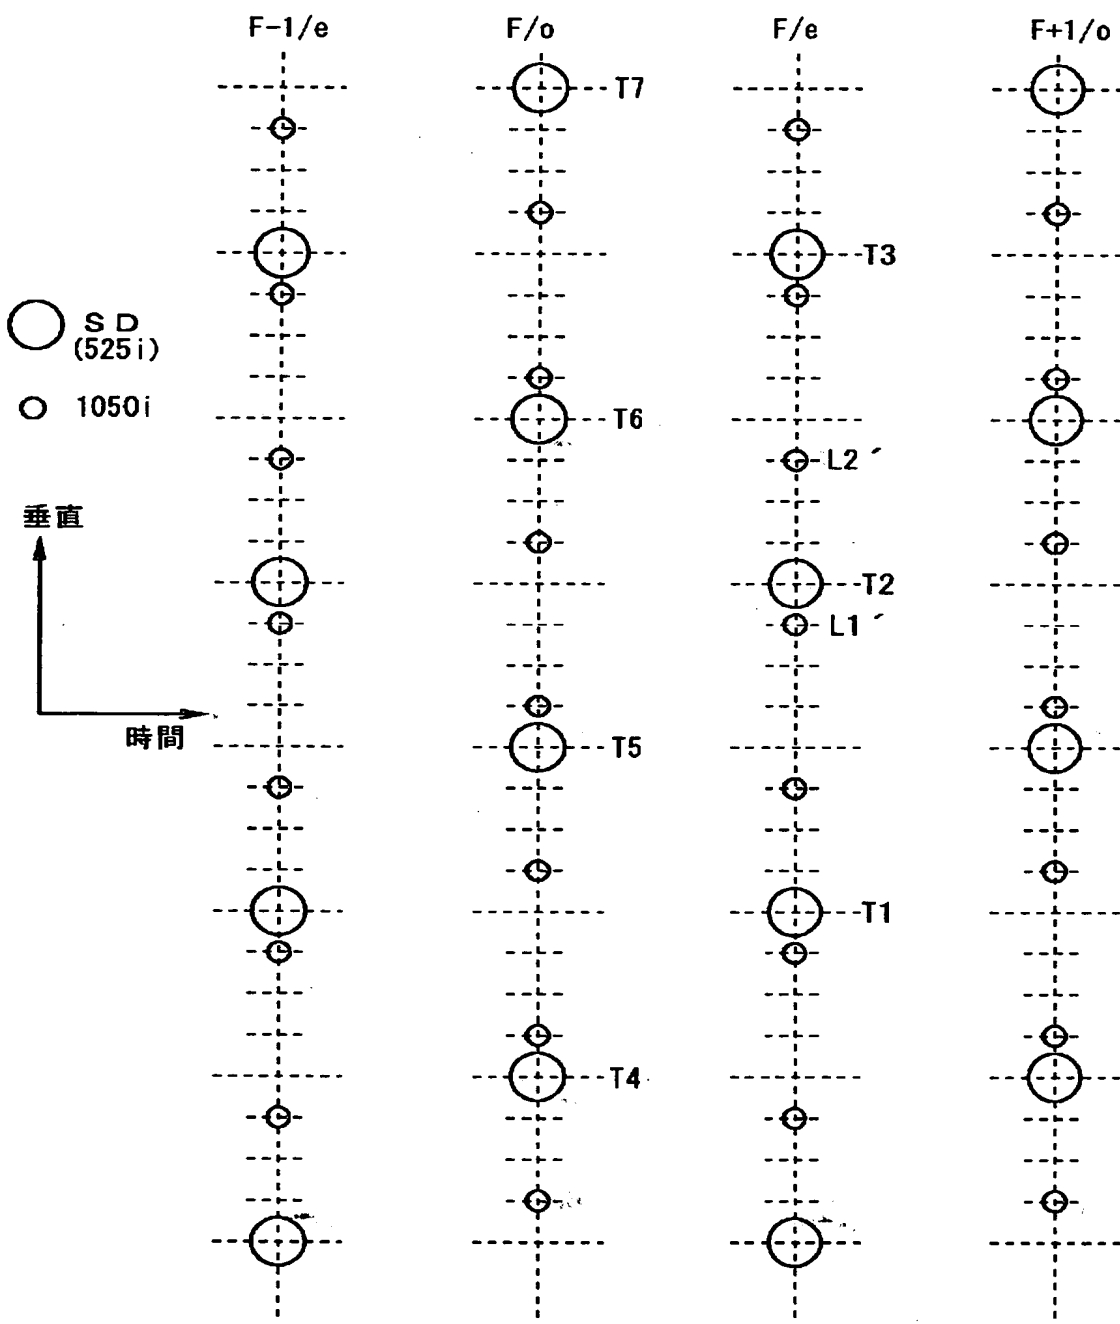 F-1/e
F/o
F/e
F+1/o
T7
T3
SD
(525i)
1050i
T6
L2´
垂直
T2
L1´
時間
T5
T1
T4